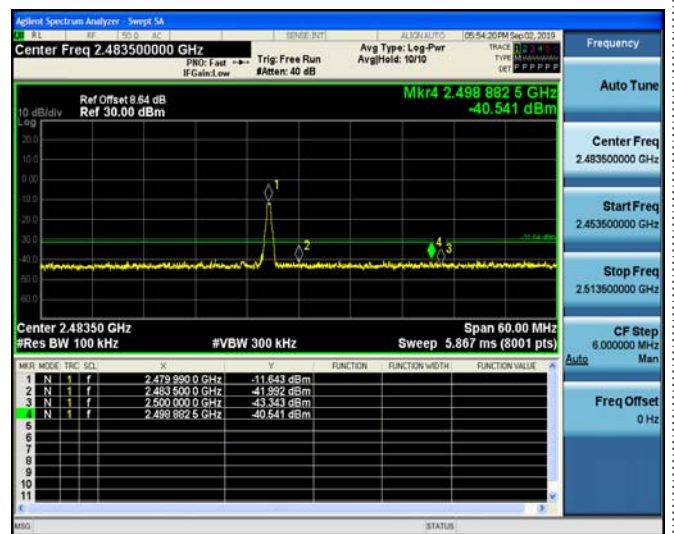 Agilent Spectrum Analyzer - Swept SA
RL RF 50 Ω AC SENSE:INT ALIGN AUTO 05:54:20 PM Sep 02, 2019
Center Freq 2.483500000 GHz
PNO: Fast
IFGain:Low
Trig: Free Run
#Atten: 40 dB
Avg Type: Log-Pwr
Avg|Hold: 10/10
TRACE 1 2 3 4 5 6
TYPE
DET P P P P P P
Ref Offset 8.64 dB
Ref 30.00 dBm
10 dB/div
Log
Mkr4 2.498 882 5 GHz
-40.541 dBm
20.0
10.0
0.00
-10.0
-20.0
-30.0
-40.0
-50.0
-60.0
1
2
4
3
-31.64 dBm
Center 2.48350 GHz
Span 60.00 MHz
#Res BW 100 kHz
#VBW 300 kHz
Sweep 5.867 ms (8001 pts)
MKR MODE TRC SCL X Y FUNCTION FUNCTION WIDTH FUNCTION VALUE
1 N 1 f 2.479 990 0 GHz -11.643 dBm
2 N 1 f 2.483 500 0 GHz -41.992 dBm
3 N 1 f 2.500 000 0 GHz -43.343 dBm
4 N 1 f 2.498 882 5 GHz -40.541 dBm
5
6
7
8
9
10
11
MSG
STATUS
Frequency
Auto Tune
Center Freq
2.483500000 GHz
Start Freq
2.453500000 GHz
Stop Freq
2.513500000 GHz
CF Step
6.000000 MHz
Auto Man
Freq Offset
0 Hz